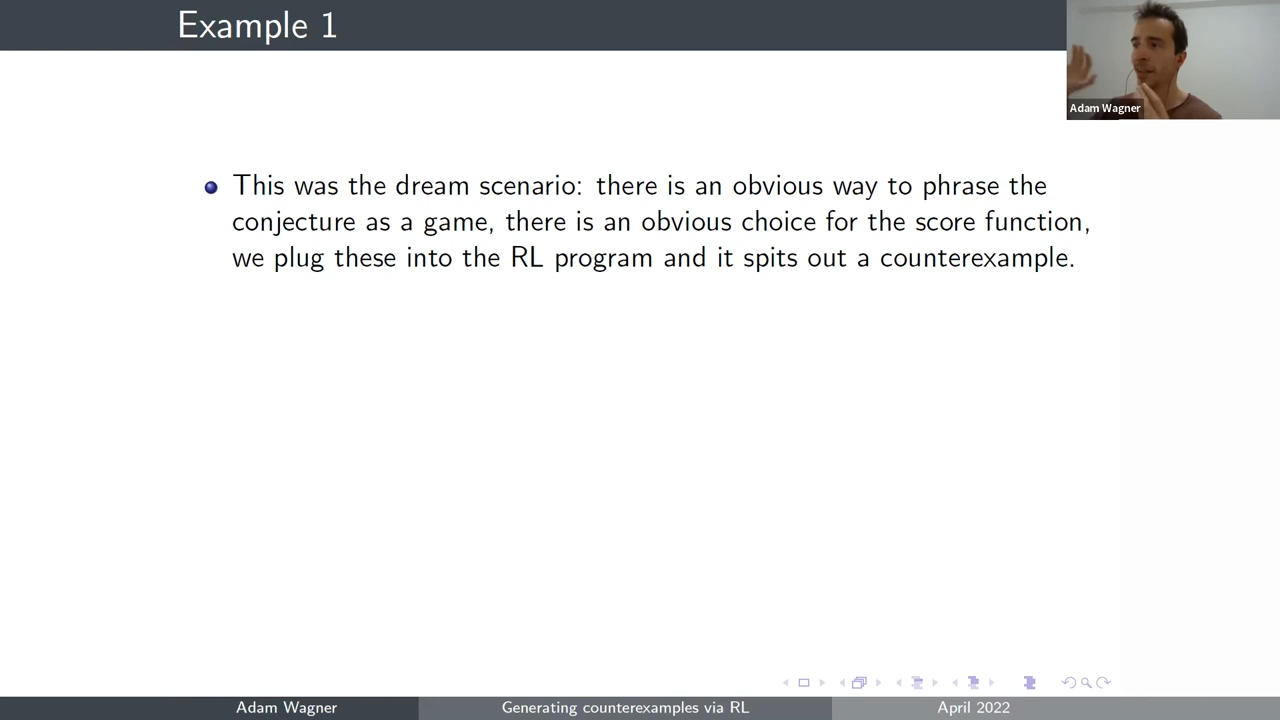 Example 1
Adam Wagner
This was the dream scenario: there is an obvious way to phrase the
conjecture as a game, there is an obvious choice for the score function,
we plug these into the RL program and it spits out a counterexample.
Adam Wagner
Generating counterexamples via RL
April 2022